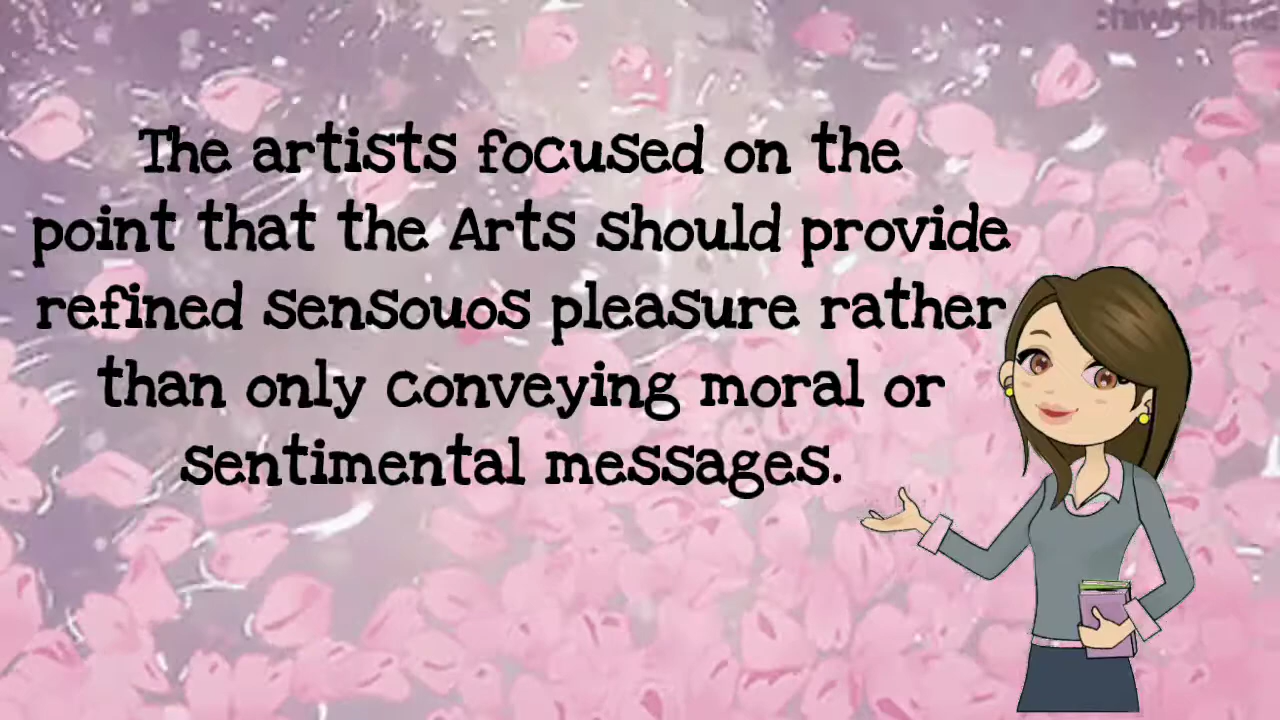 The artists focused on the
point that the Arts should provide
refined sensouos pleasure rather
than only conveying moral or
sentimental messages.